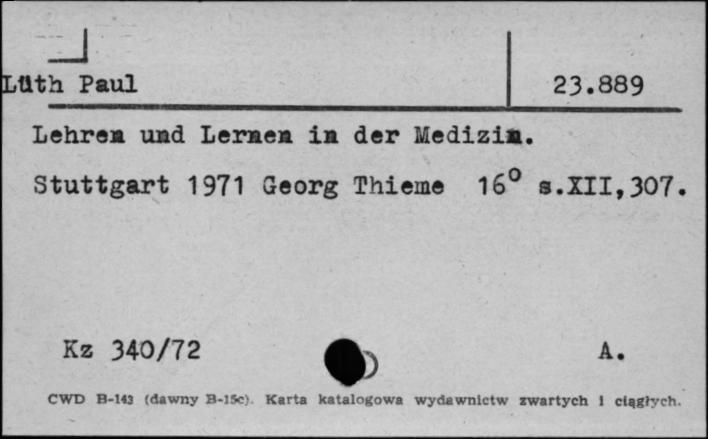 Lüth Paul 23.889
Lehren und Lernen in der Medizin.
Stuttgart 1971 Georg Thieme 16° s.XII,307.
Kz 340/72 A.
CWD B-143 (dawny B-15c). Karta katalogowa wydawnictw zwartych i ciągłych.